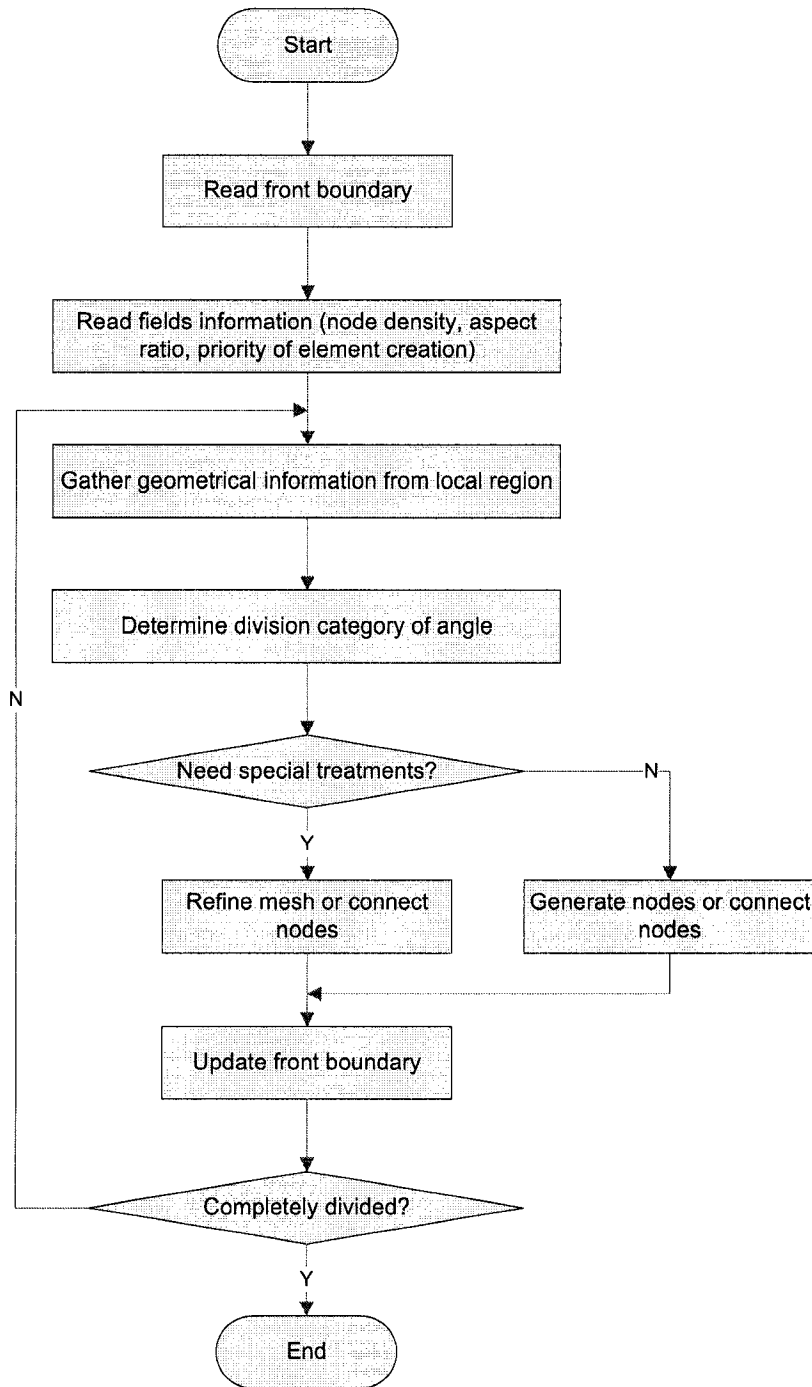 Start
Read front boundary
Read fields information (node density, aspect
ratio, priority of element creation)
Gather geometrical information from local region
Determine division category of angle
N
Need special treatments?
N
Y
Refine mesh or connect
nodes
Generate nodes or connect
nodes
Update front boundary
Completely divided?
Y
End